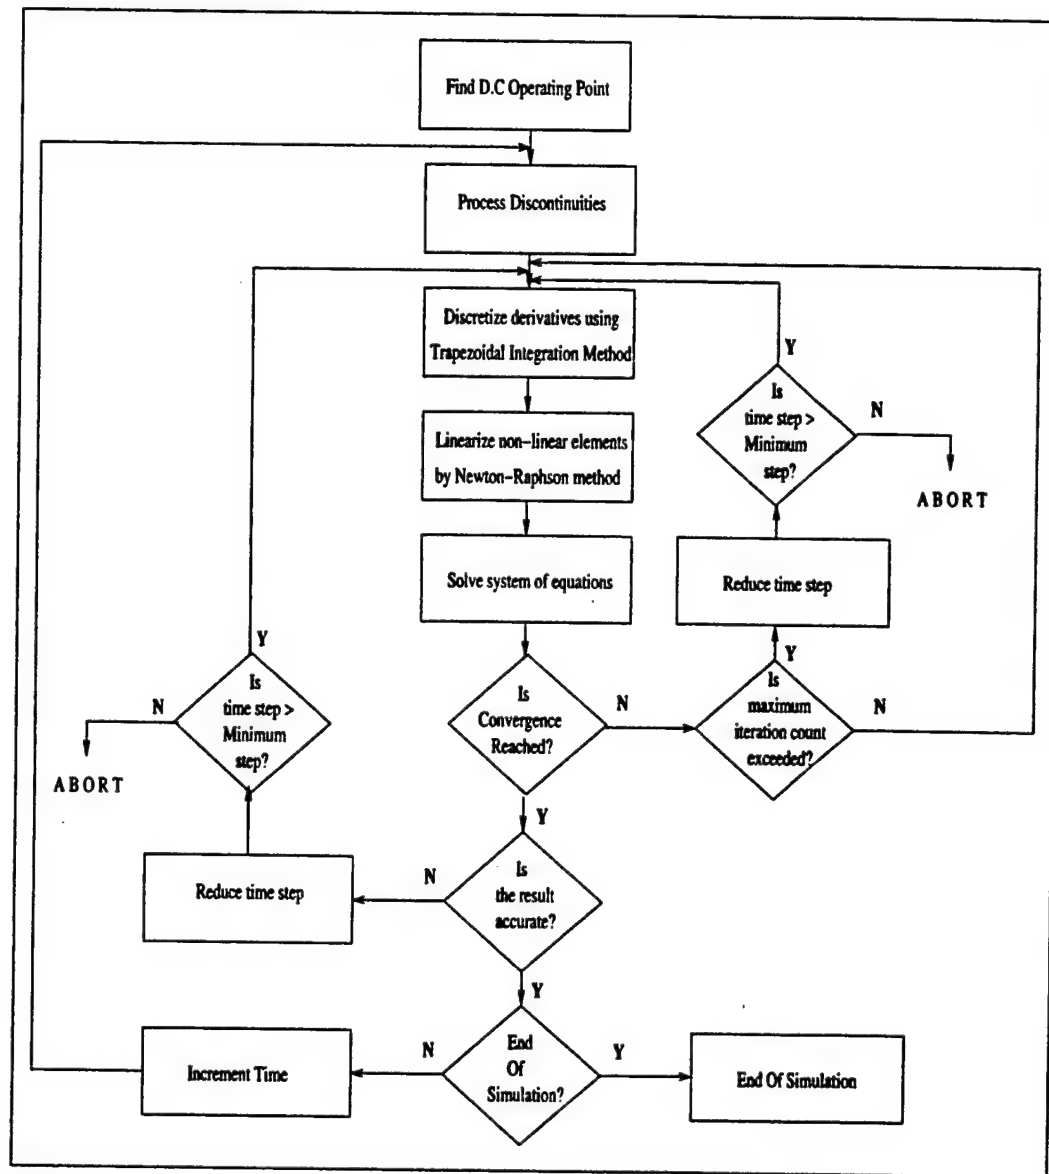 Find D.C Operating Point
Process Discontinuities
Discretize derivatives using
Trapezoidal Integration Method
Linearize non-linear elements
by Newton-Raphson method
Solve system of equations
Is
Convergence
Reached?
N
Is
maximum
iteration count
exceeded?
N
Y
Reduce time step
Is
time step >
Minimum
step?
Y
N
ABORT
Y
Is
the result
accurate?
N
Reduce time step
Is
time step >
Minimum
step?
Y
N
ABORT
Y
End
Of
Simulation?
N
Increment Time
Y
End Of Simulation